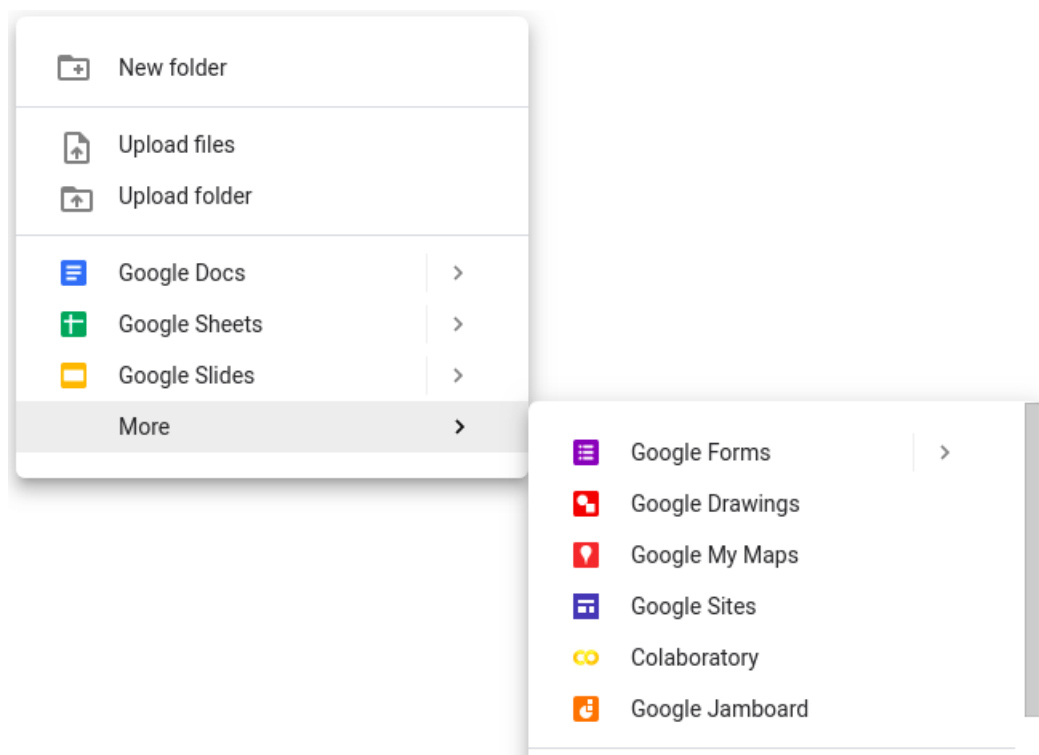 New folder
Upload files
Upload folder
Google Docs
Google Sheets
Google Slides
More
Google Forms
Google Drawings
Google My Maps
Google Sites
Colaboratory
Google Jamboard